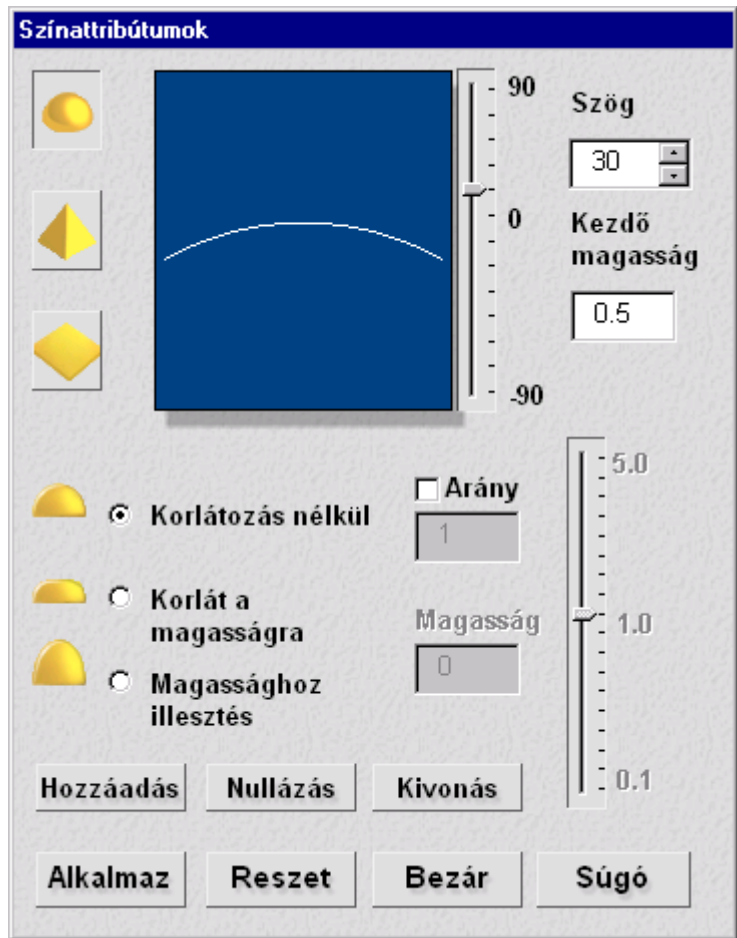 Színattribútumok
90
Szög
30
0
Kezdő
magasság
0.5
-90
5.0
Arány
Korlátozás nélkül
1
Korlát a
magasságra
Magasság
1.0
0
Magassághoz
illesztés
0.1
Hozzáadás
Nullázás
Kivonás
Alkalmaz
Reszet
Bezár
Súgó